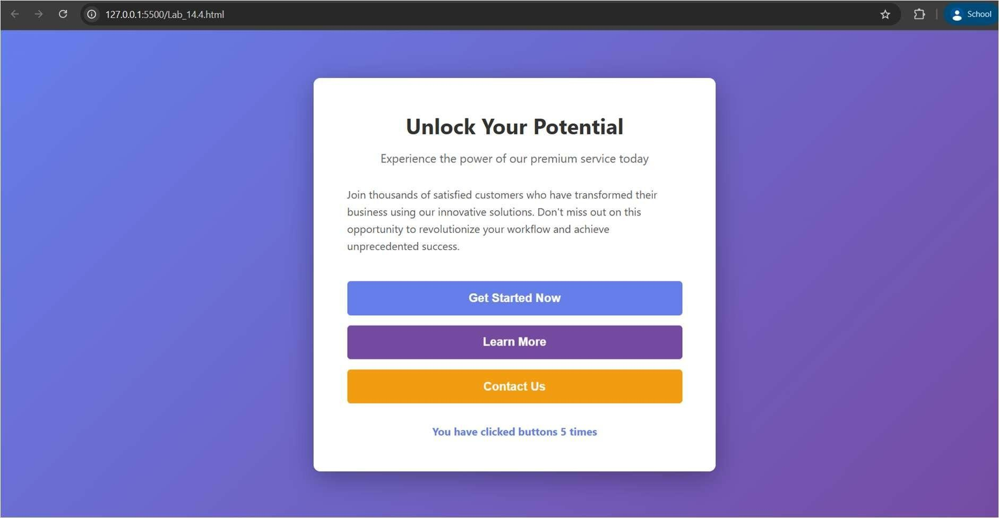 127.0.0.1:5500/Lab_14.4.html
School
Unlock Your Potential
Experience the power of our premium service today
Join thousands of satisfied customers who have transformed their
business using our innovative solutions. Don't miss out on this
opportunity to revolutionize your workflow and achieve
unprecedented success.
Get Started Now
Learn More
Contact Us
You have clicked buttons 5 times